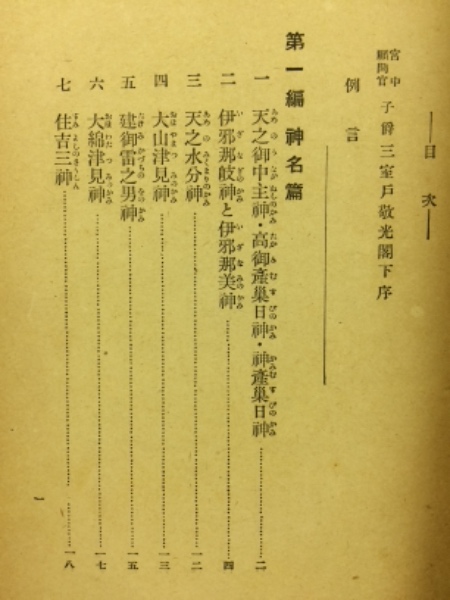 ―目次―
宮中顧問官 子爵三室戸敬光閣下序
例言
第一編 神名篇
一 天之御中主神・高御產巢日神・神產巢日神 二
二 伊邪那岐神と伊邪那美神 四
三 天之水分神 一二
四 大山津見神 一三
五 建御雷之男神 一五
六 大綿津見神 一七
七 住吉三神 一八